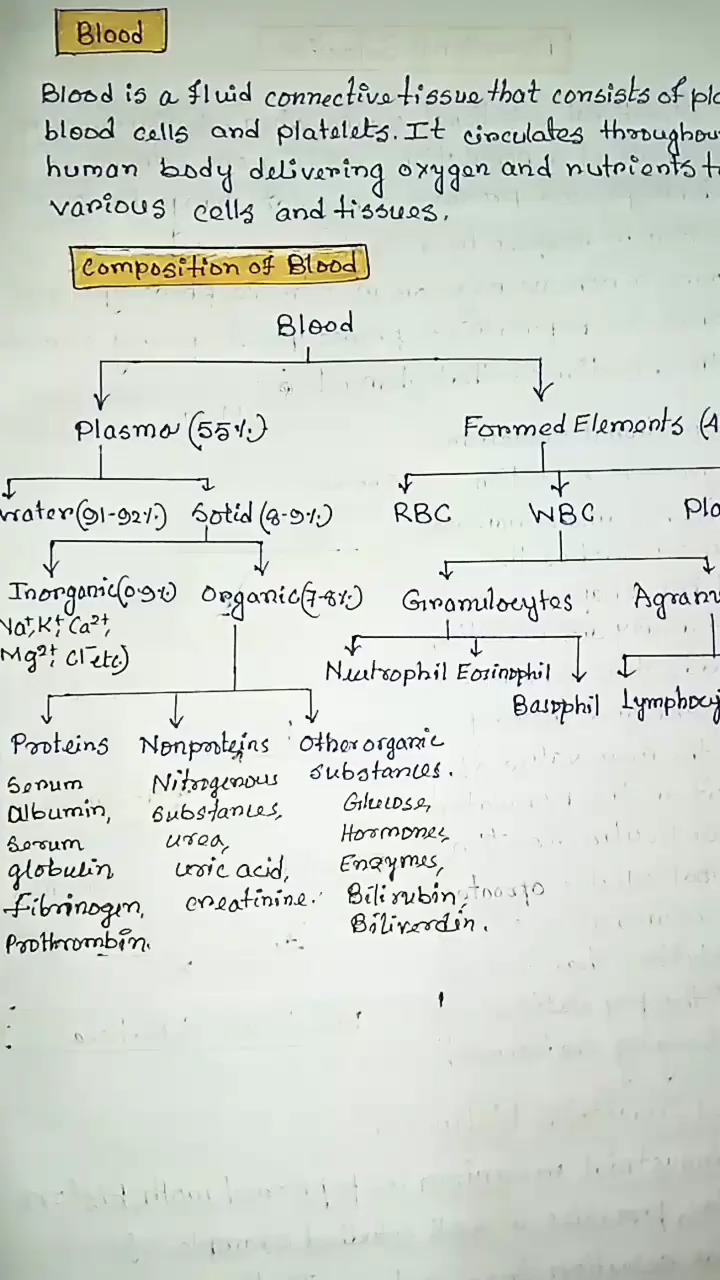 Blood
Blood is a fluid connective tissue that consists of pla
blood cells and platelets. It circulates throughou
human body delivering oxygen and nutrients t
various cells and tissues.
Composition of Blood
Blood
Plasma (55%)
Formed Elements (4
water (91-92%)
Solid (8-9%)
RBC
WBC
Pla
Inorganic (0.9%)
Organic (7-8%)
Granulocytes
Agranu
Na⁺, K⁺, Ca²⁺,
Mg²⁺, Cl⁻ etc)
Neutrophil
Eosinophil
Basophil
Lymphocy
Proteins
Nonproteins
Other organic
substances.
Serum
albumin,
Serum
globulin
Fibrinogen,
Prothrombin.
Nitrogenous
substances,
urea,
uric acid,
creatinine.
Glucose,
Hormones,
Enzymes,
Bilirubin,
Biliverdin.